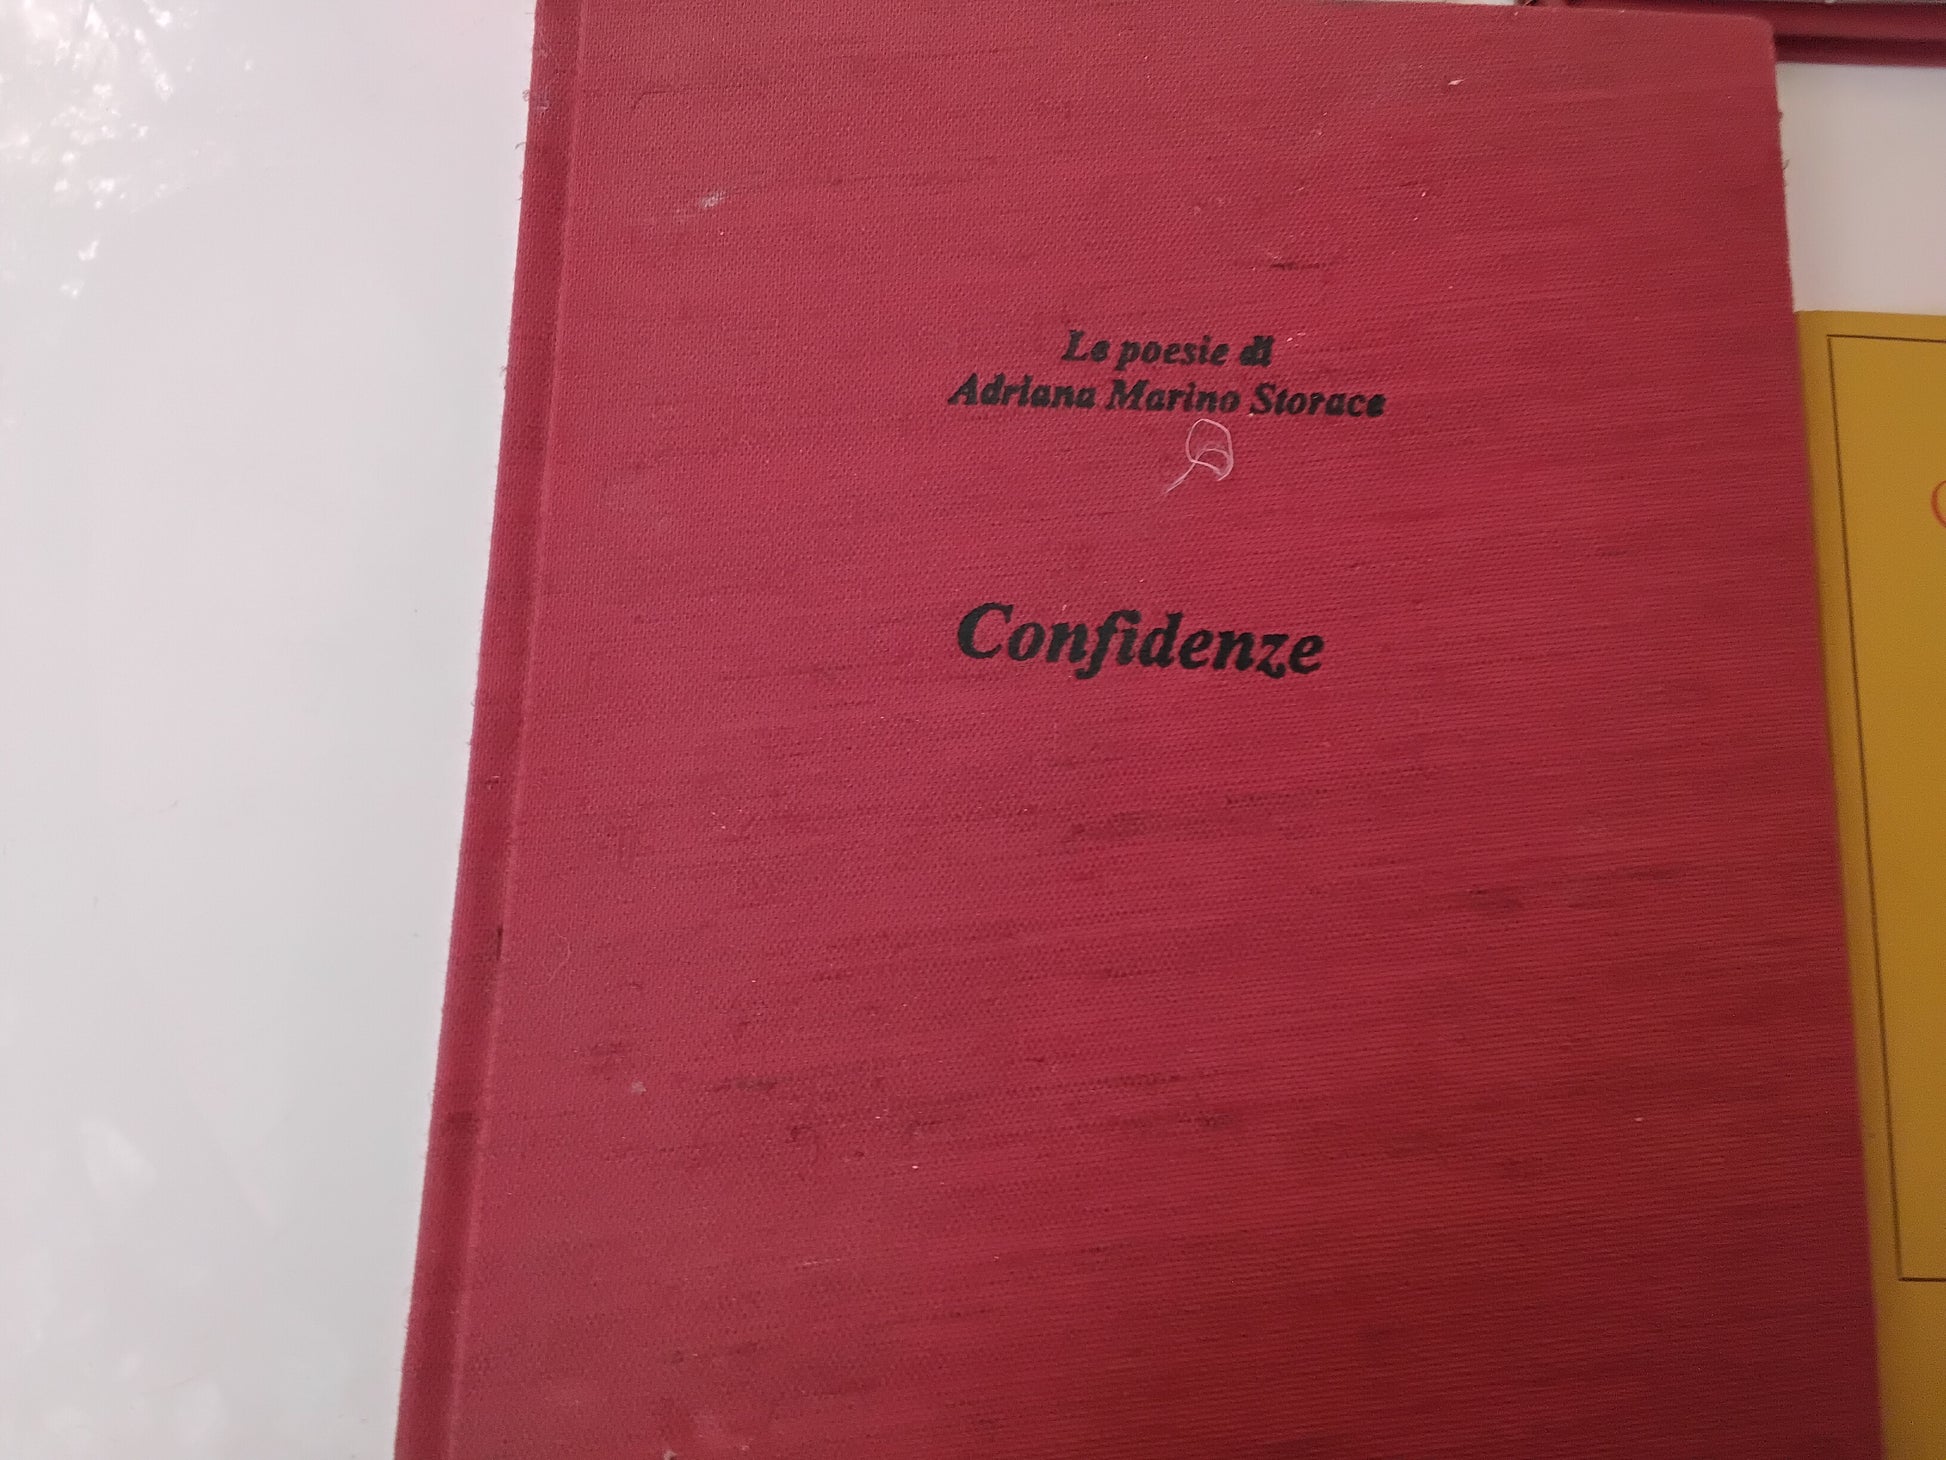 Le poesie di
Adriana Marino Storace
Confidenze